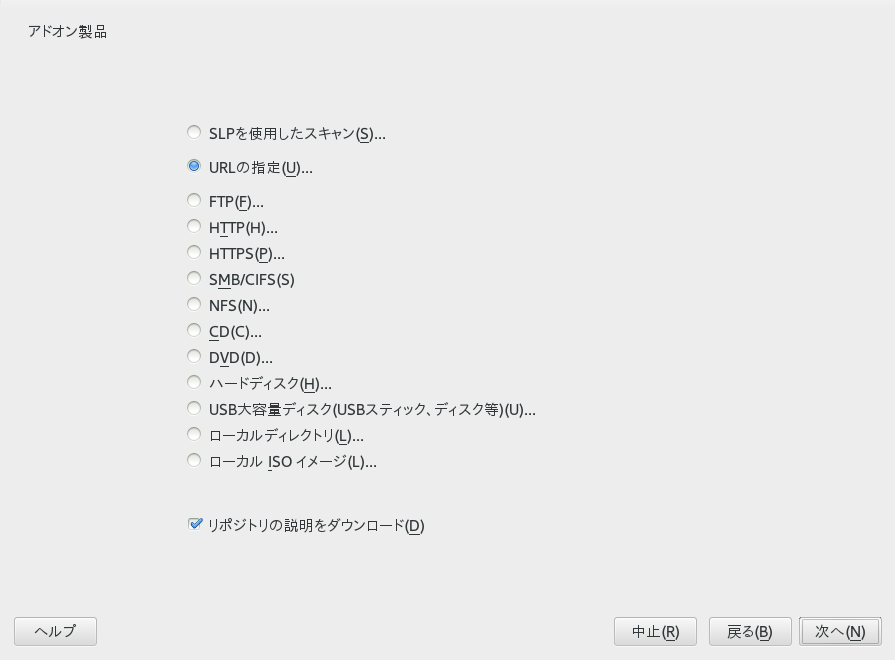 アドオン製品
SLPを使用したスキャン(S)...
URLの指定(U)...
FTP(F)...
HTTP(H)...
HTTPS(P)...
SMB/CIFS(S)
NFS(N)...
CD(C)...
DVD(D)...
ハードディスク(H)...
USB大容量ディスク(USBスティック、ディスク等)(U)...
ローカルディレクトリ(L)...
ローカル ISO イメージ(L)...
リポジトリの説明をダウンロード(D)
ヘルプ 中止(R) 戻る(B) 次へ(N)